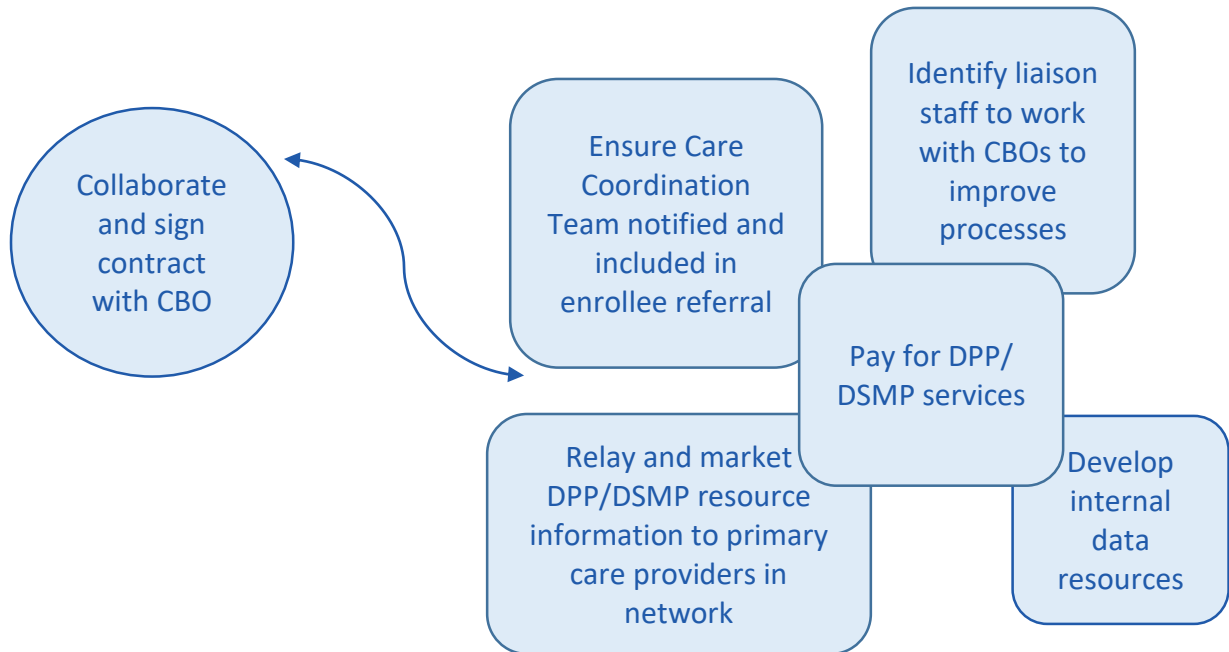 Collaborate
and sign
contract
with CBO
Ensure Care
Coordination
Team notified and
included in
enrollee referral
Identify liaison
staff to work
with CBOs to
improve
processes
Pay for DPP/
DSMP services
Relay and market
DPP/DSMP resource
information to primary
care providers in
network
Develop
internal
data
resources